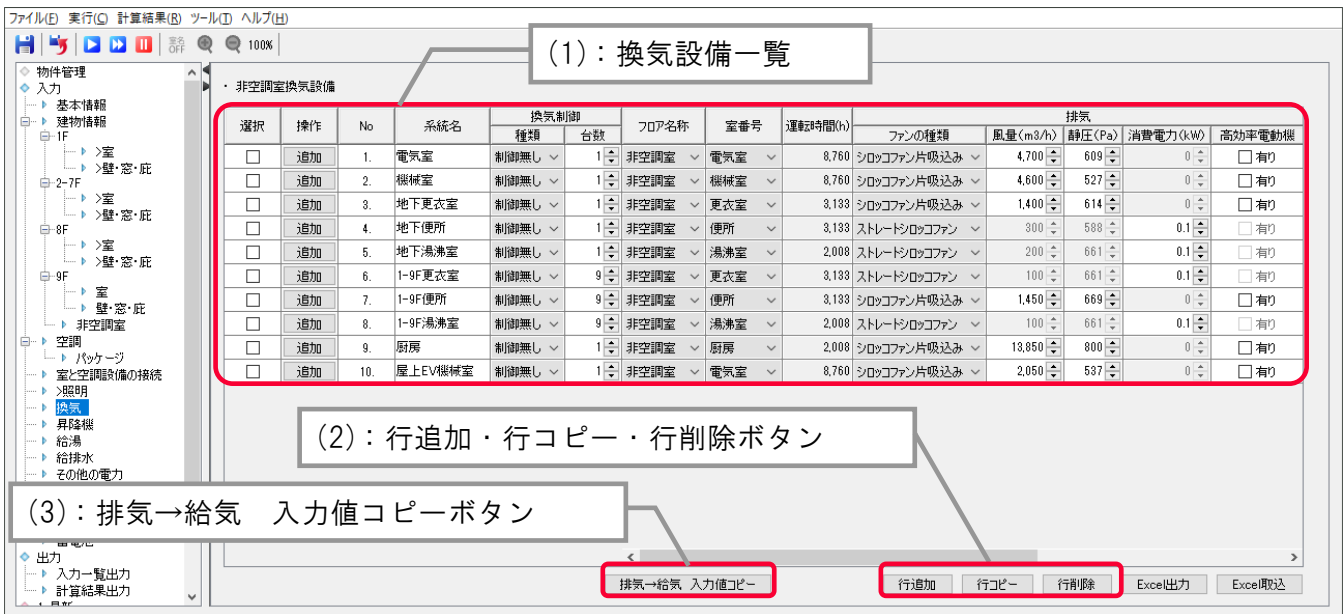 ファイル(F) 実行(C) 計算結果(R) ツール(T) ヘルプ(H)
室名OFF 100%
(1)：換気設備一覧
物件管理
入力
基本情報
建物情報
1F
>室
>壁・窓・庇
2-7F
>室
>壁・窓・庇
8F
>室
>壁・窓・庇
9F
室
壁・窓・庇
非空調室
空調
パッケージ
室と空調設備の接続
>照明
換気
昇降機
給湯
給排水
その他の電力
出力
入力一覧出力
計算結果出力
・ 非空調室換気設備
選択 操作 No 系統名 換気制御 フロア名称 室番号 運転時間(h) 排気
種類 台数 ファンの種類 風量(m3/h) 静圧(Pa) 消費電力(kW) 高効率電動機
追加 1. 電気室 制御無し 1 非空調室 電気室 8,760 シロッコファン片吸込み 4,700 609 0 有り
追加 2. 機械室 制御無し 1 非空調室 機械室 8,760 シロッコファン片吸込み 4,600 527 0 有り
追加 3. 地下更衣室 制御無し 1 非空調室 更衣室 3,133 シロッコファン片吸込み 1,400 614 0 有り
追加 4. 地下便所 制御無し 1 非空調室 便所 3,133 ストレートシロッコファン 300 588 0.1 有り
追加 5. 地下湯沸室 制御無し 1 非空調室 湯沸室 2,008 ストレートシロッコファン 200 661 0.1 有り
追加 6. 1-9F更衣室 制御無し 9 非空調室 更衣室 3,133 ストレートシロッコファン 100 661 0.1 有り
追加 7. 1-9F便所 制御無し 9 非空調室 便所 3,133 シロッコファン片吸込み 1,450 669 0 有り
追加 8. 1-9F湯沸室 制御無し 9 非空調室 湯沸室 2,008 ストレートシロッコファン 100 661 0.1 有り
追加 9. 厨房 制御無し 1 非空調室 厨房 2,008 シロッコファン片吸込み 13,850 800 0 有り
追加 10. 屋上EV機械室 制御無し 1 非空調室 電気室 8,760 シロッコファン片吸込み 2,050 537 0 有り
(2)：行追加・行コピー・行削除ボタン
(3)：排気→給気　入力値コピーボタン
排気→給気 入力値コピー 行追加 行コピー 行削除 Excel出力 Excel取込